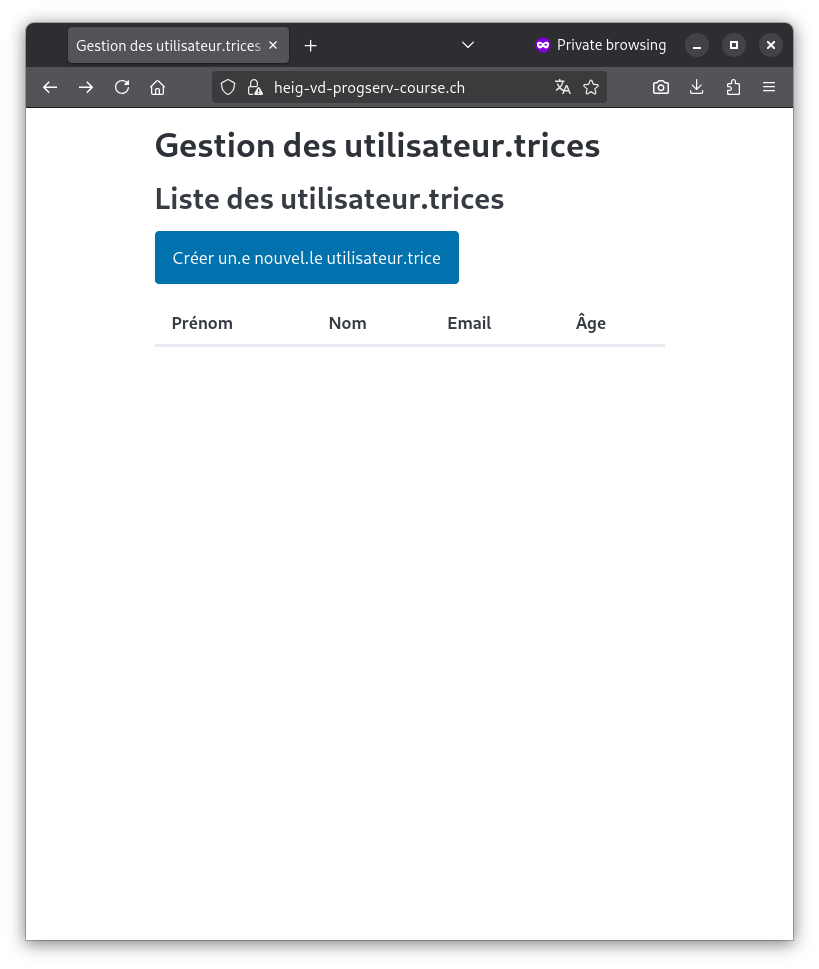 Gestion des utilisateur.trices
Private browsing
heig-vd-progserv-course.ch
Gestion des utilisateur.trices
Liste des utilisateur.trices
Créer un.e nouvel.le utilisateur.trice
Prénom Nom Email Âge